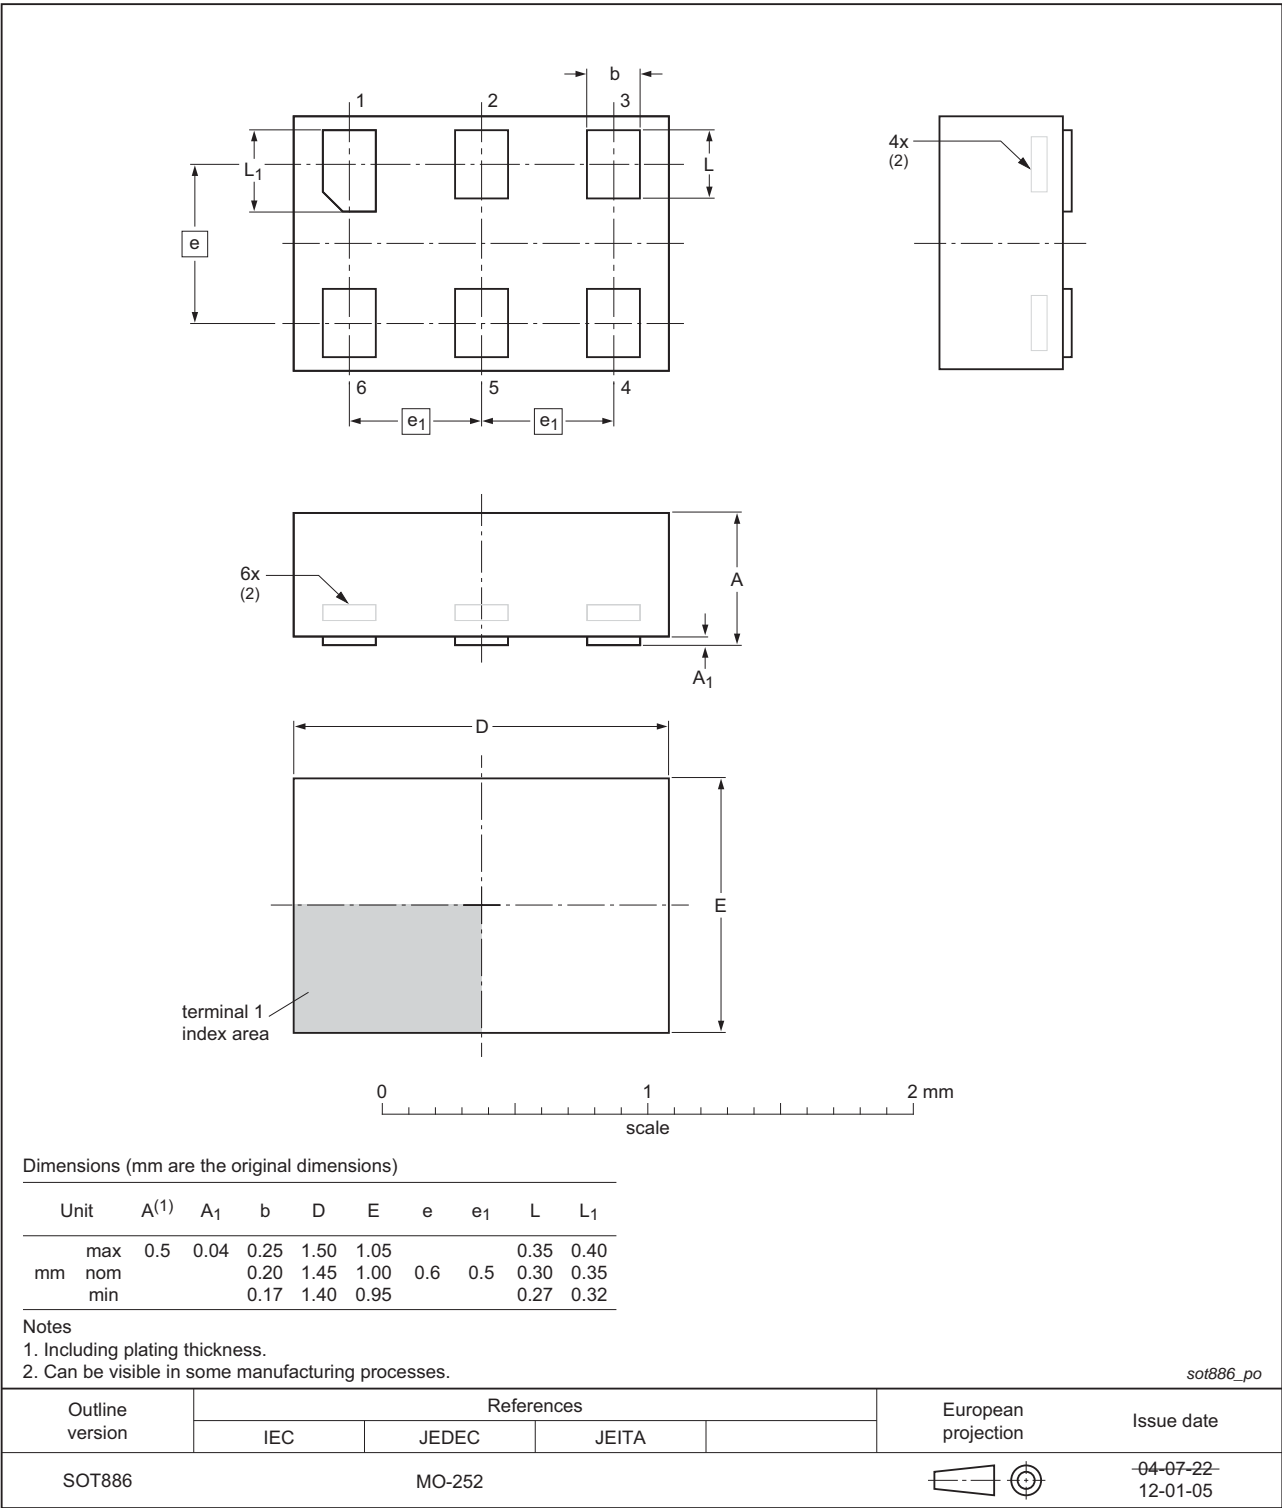 b
1 2 3
4x
(2)
L1
L
e
6 5 4
e1 e1
6x
(2)
A
A1
D
E
terminal 1
index area
0 1 2 mm
scale
Dimensions (mm are the original dimensions)
Unit A(1) A1 b D E e e1 L L1
max 0.5 0.04 0.25 1.50 1.05 0.35 0.40
mm nom 0.20 1.45 1.00 0.6 0.5 0.30 0.35
min 0.17 1.40 0.95 0.27 0.32
Notes
1. Including plating thickness.
2. Can be visible in some manufacturing processes.
sot886_po
Outline
version
References
IEC JEDEC JEITA
European
projection
Issue date
SOT886 MO-252
04-07-22
12-01-05